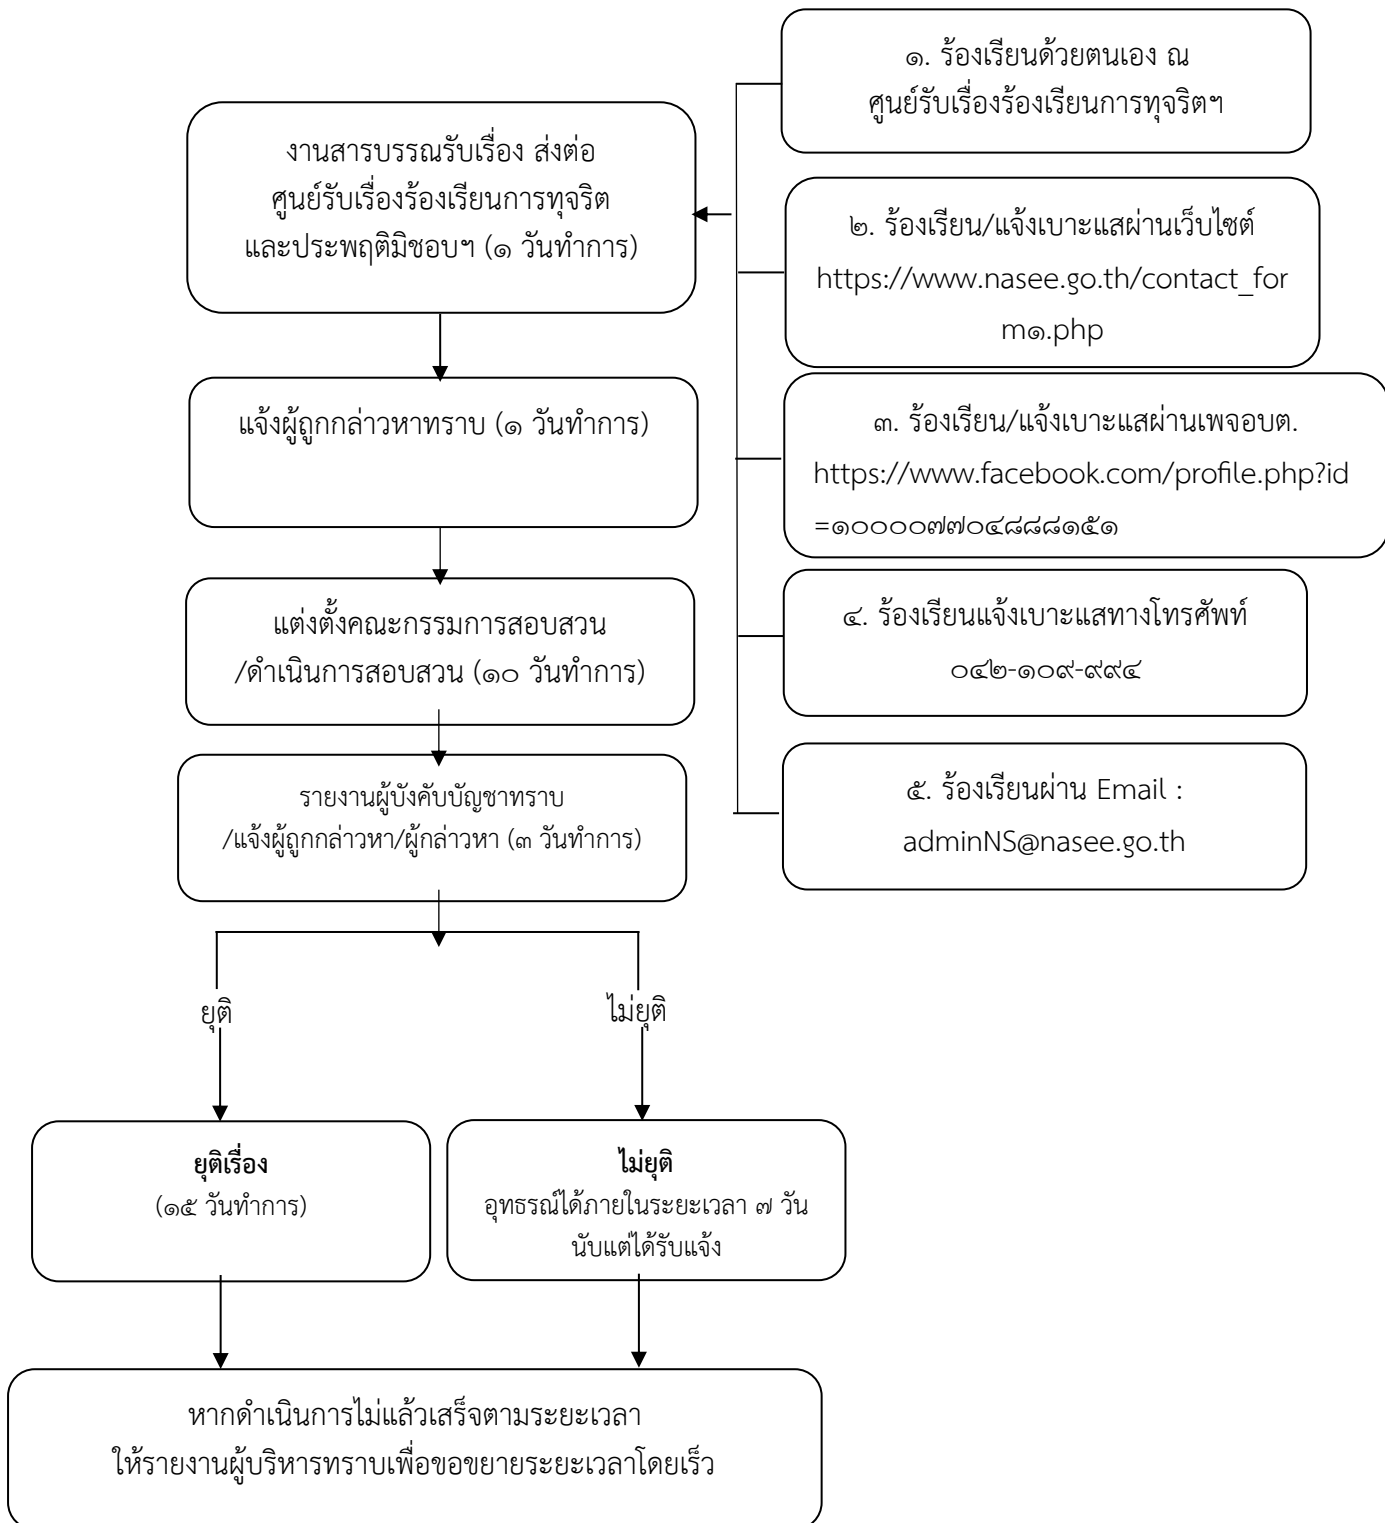 ๑. ร้องเรียนด้วยตนเอง ณ
ศูนย์รับเรื่องร้องเรียนการทุจริตฯ
งานสารบรรณรับเรื่อง ส่งต่อ
ศูนย์รับเรื่องร้องเรียนการทุจริต
และประพฤติมิชอบฯ (๑ วันทำการ)
๒. ร้องเรียน/แจ้งเบาะแสผ่านเว็บไซต์
https://www.nasee.go.th/contact_for
m๑.php
แจ้งผู้ถูกกล่าวหาทราบ (๑ วันทำการ)
๓. ร้องเรียน/แจ้งเบาะแสผ่านเพจอบต.
https://www.facebook.com/profile.php?id
=๑๐๐๐๐๗๗๐๔๘๘๘๑๕๑
แต่งตั้งคณะกรรมการสอบสวน
/ดำเนินการสอบสวน (๑๐ วันทำการ)
๔. ร้องเรียนแจ้งเบาะแสทางโทรศัพท์
๐๔๒-๑๐๙-๙๙๔
รายงานผู้บังคับบัญชาทราบ
/แจ้งผู้ถูกกล่าวหา/ผู้กล่าวหา (๓ วันทำการ)
๕. ร้องเรียนผ่าน Email :
adminNS@nasee.go.th
ยุติ
ไม่ยุติ
ยุติเรื่อง
(๑๕ วันทำการ)
ไม่ยุติ
อุทธรณ์ได้ภายในระยะเวลา ๗ วัน
นับแต่ได้รับแจ้ง
หากดำเนินการไม่แล้วเสร็จตามระยะเวลา
ให้รายงานผู้บริหารทราบเพื่อขอขยายระยะเวลาโดยเร็ว